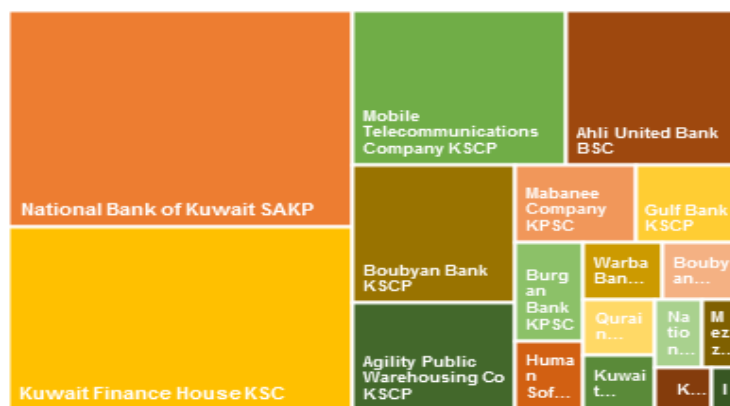 National Bank of Kuwait SAKP
Kuwait Finance House KSC
Mobile
Telecommunications
Company KSCP
Ahli United Bank
BSC
Boubyan Bank
KSCP
Agility Public
Warehousing Co
KSCP
Mabanee
Company
KPSC
Gulf Bank
KSCP
Burg
an
Bank
KPSC
Warba
Ban...
Bouby
an...
Qurai
n...
Na
tion
...
M
ez
z...
Huma
n
Sof...
Kuwai
t...
K...
I